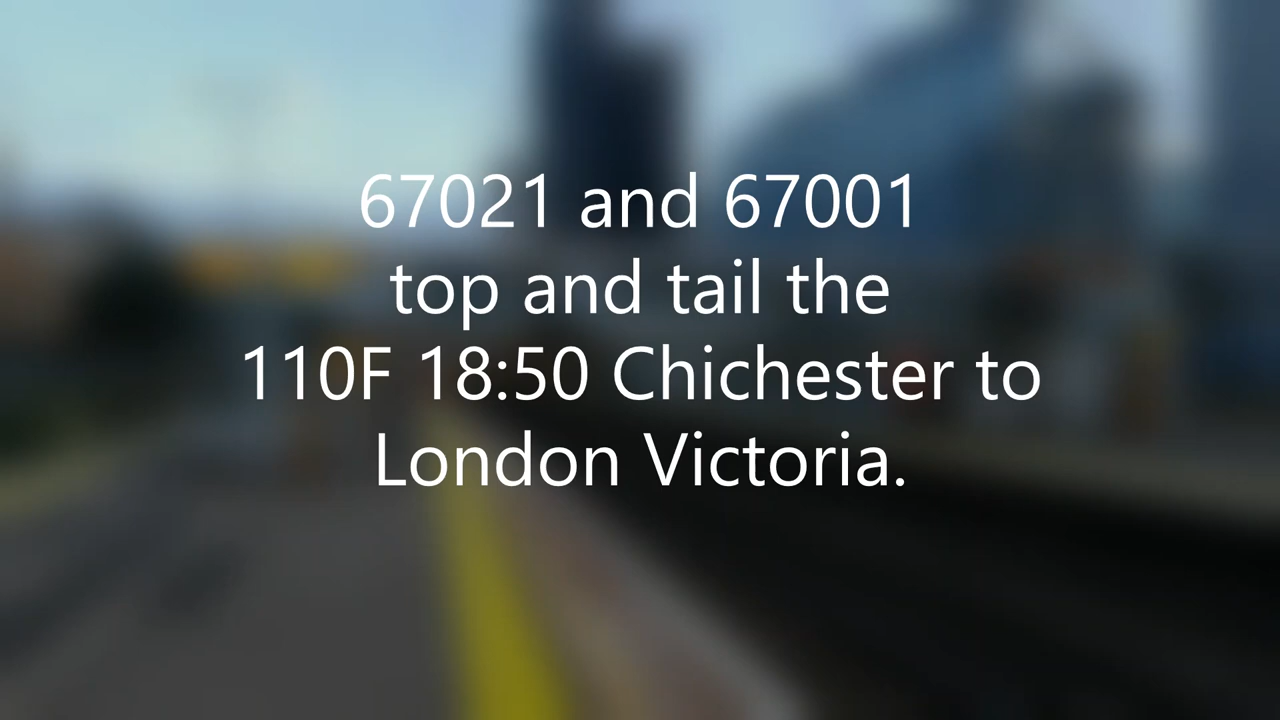 67021 and 67001
top and tail the
110F 18:50 Chichester to
London Victoria.